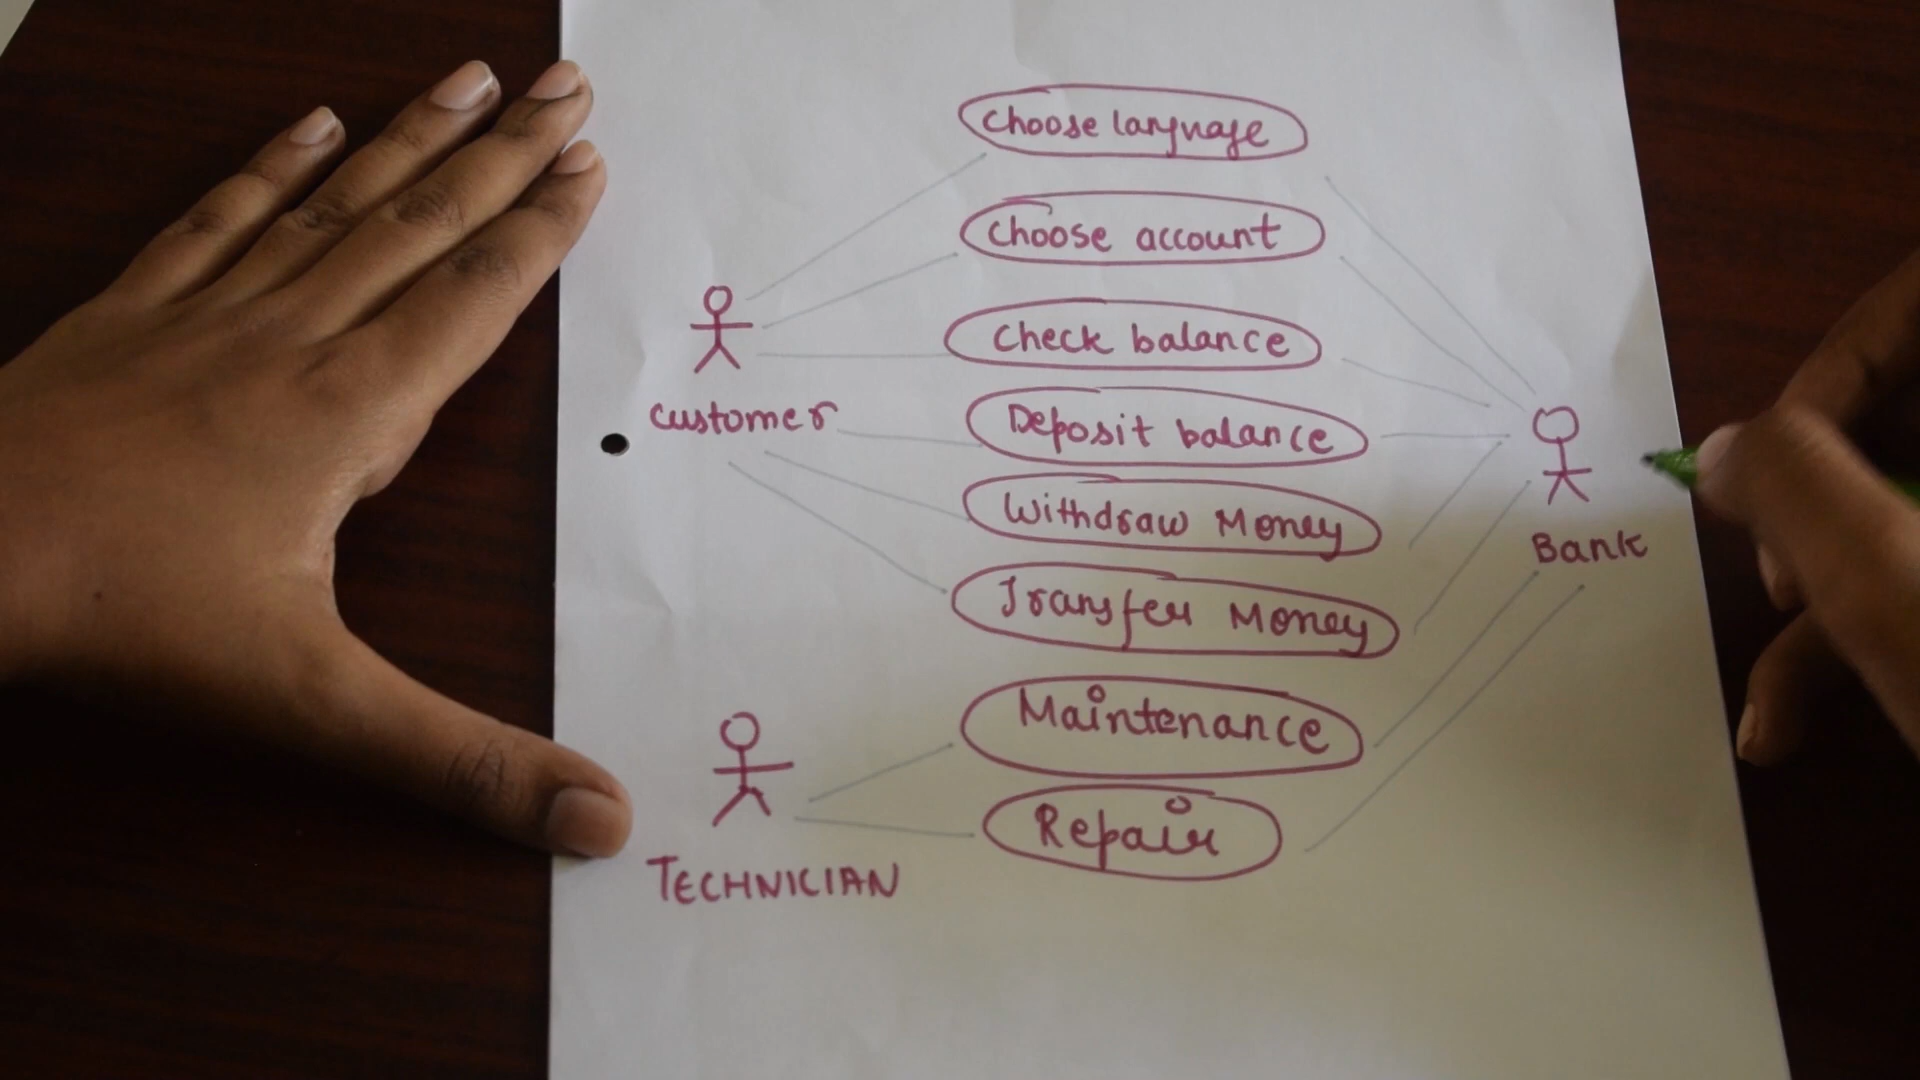 Choose language
Choose account
Check balance
customer
Deposit balance
Withdraw Money
Bank
Transfer Money
Maintenance
Repair
TECHNICIAN